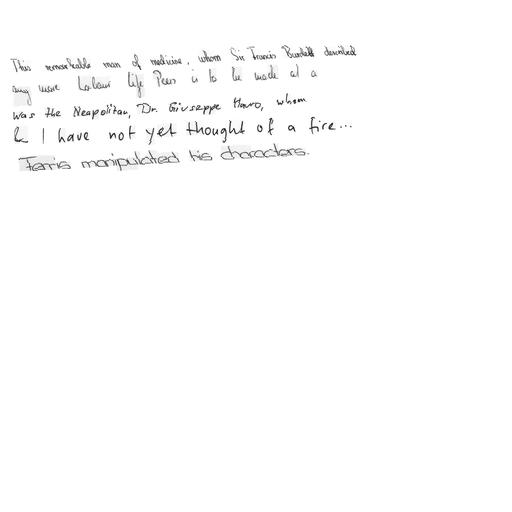 This remarkable man of medicine, whom Sir Francis Burdett described
any more Labour life Peers is to be made at a
was the Neapolitan, Dr. Giuseppe Mauro, whom
& I have not yet thought of a fire...
Ferris manipulated his characters.